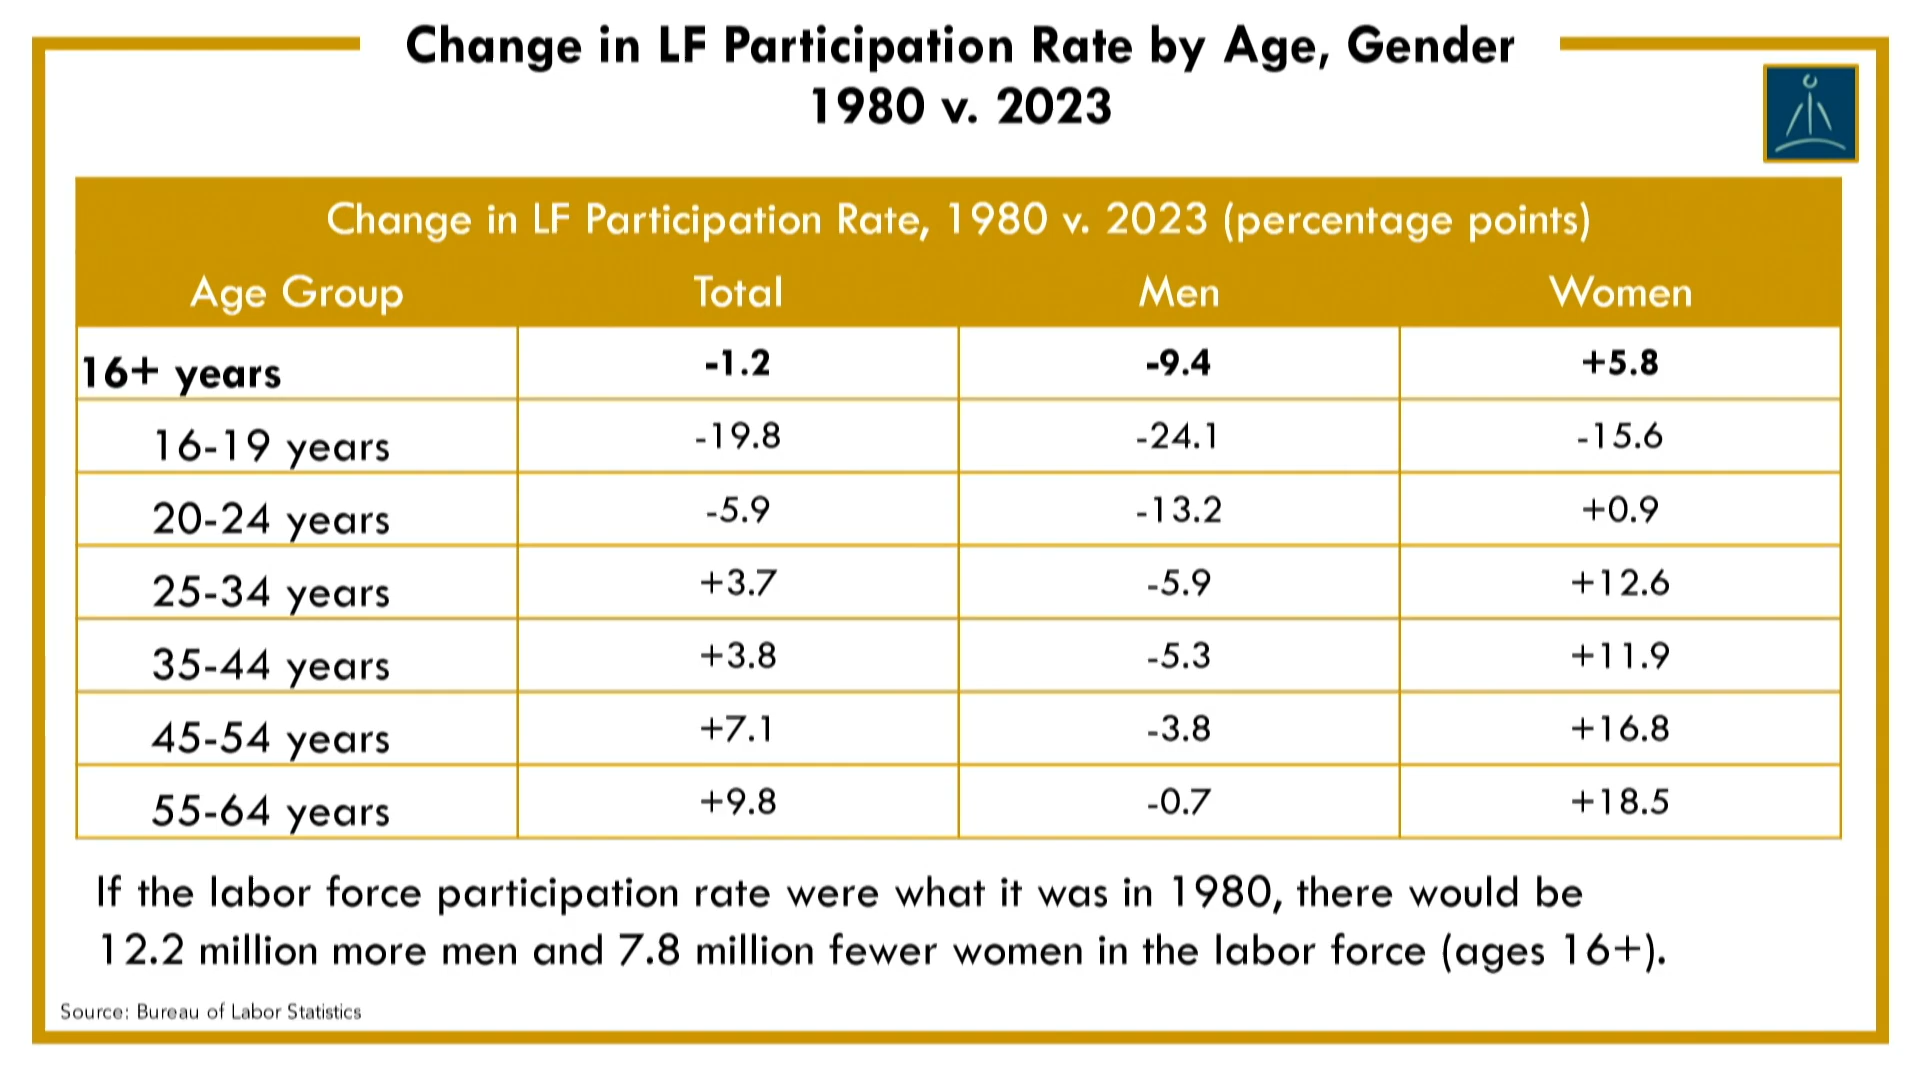 Change in LF Participation Rate by Age, Gender
1980 v. 2023
Change in LF Participation Rate, 1980 v. 2023 (percentage points)
Age Group Total Men Women
16+ years -1.2 -9.4 +5.8
16-19 years -19.8 -24.1 -15.6
20-24 years -5.9 -13.2 +0.9
25-34 years +3.7 -5.9 +12.6
35-44 years +3.8 -5.3 +11.9
45-54 years +7.1 -3.8 +16.8
55-64 years +9.8 -0.7 +18.5
If the labor force participation rate were what it was in 1980, there would be
12.2 million more men and 7.8 million fewer women in the labor force (ages 16+).
Source: Bureau of Labor Statistics